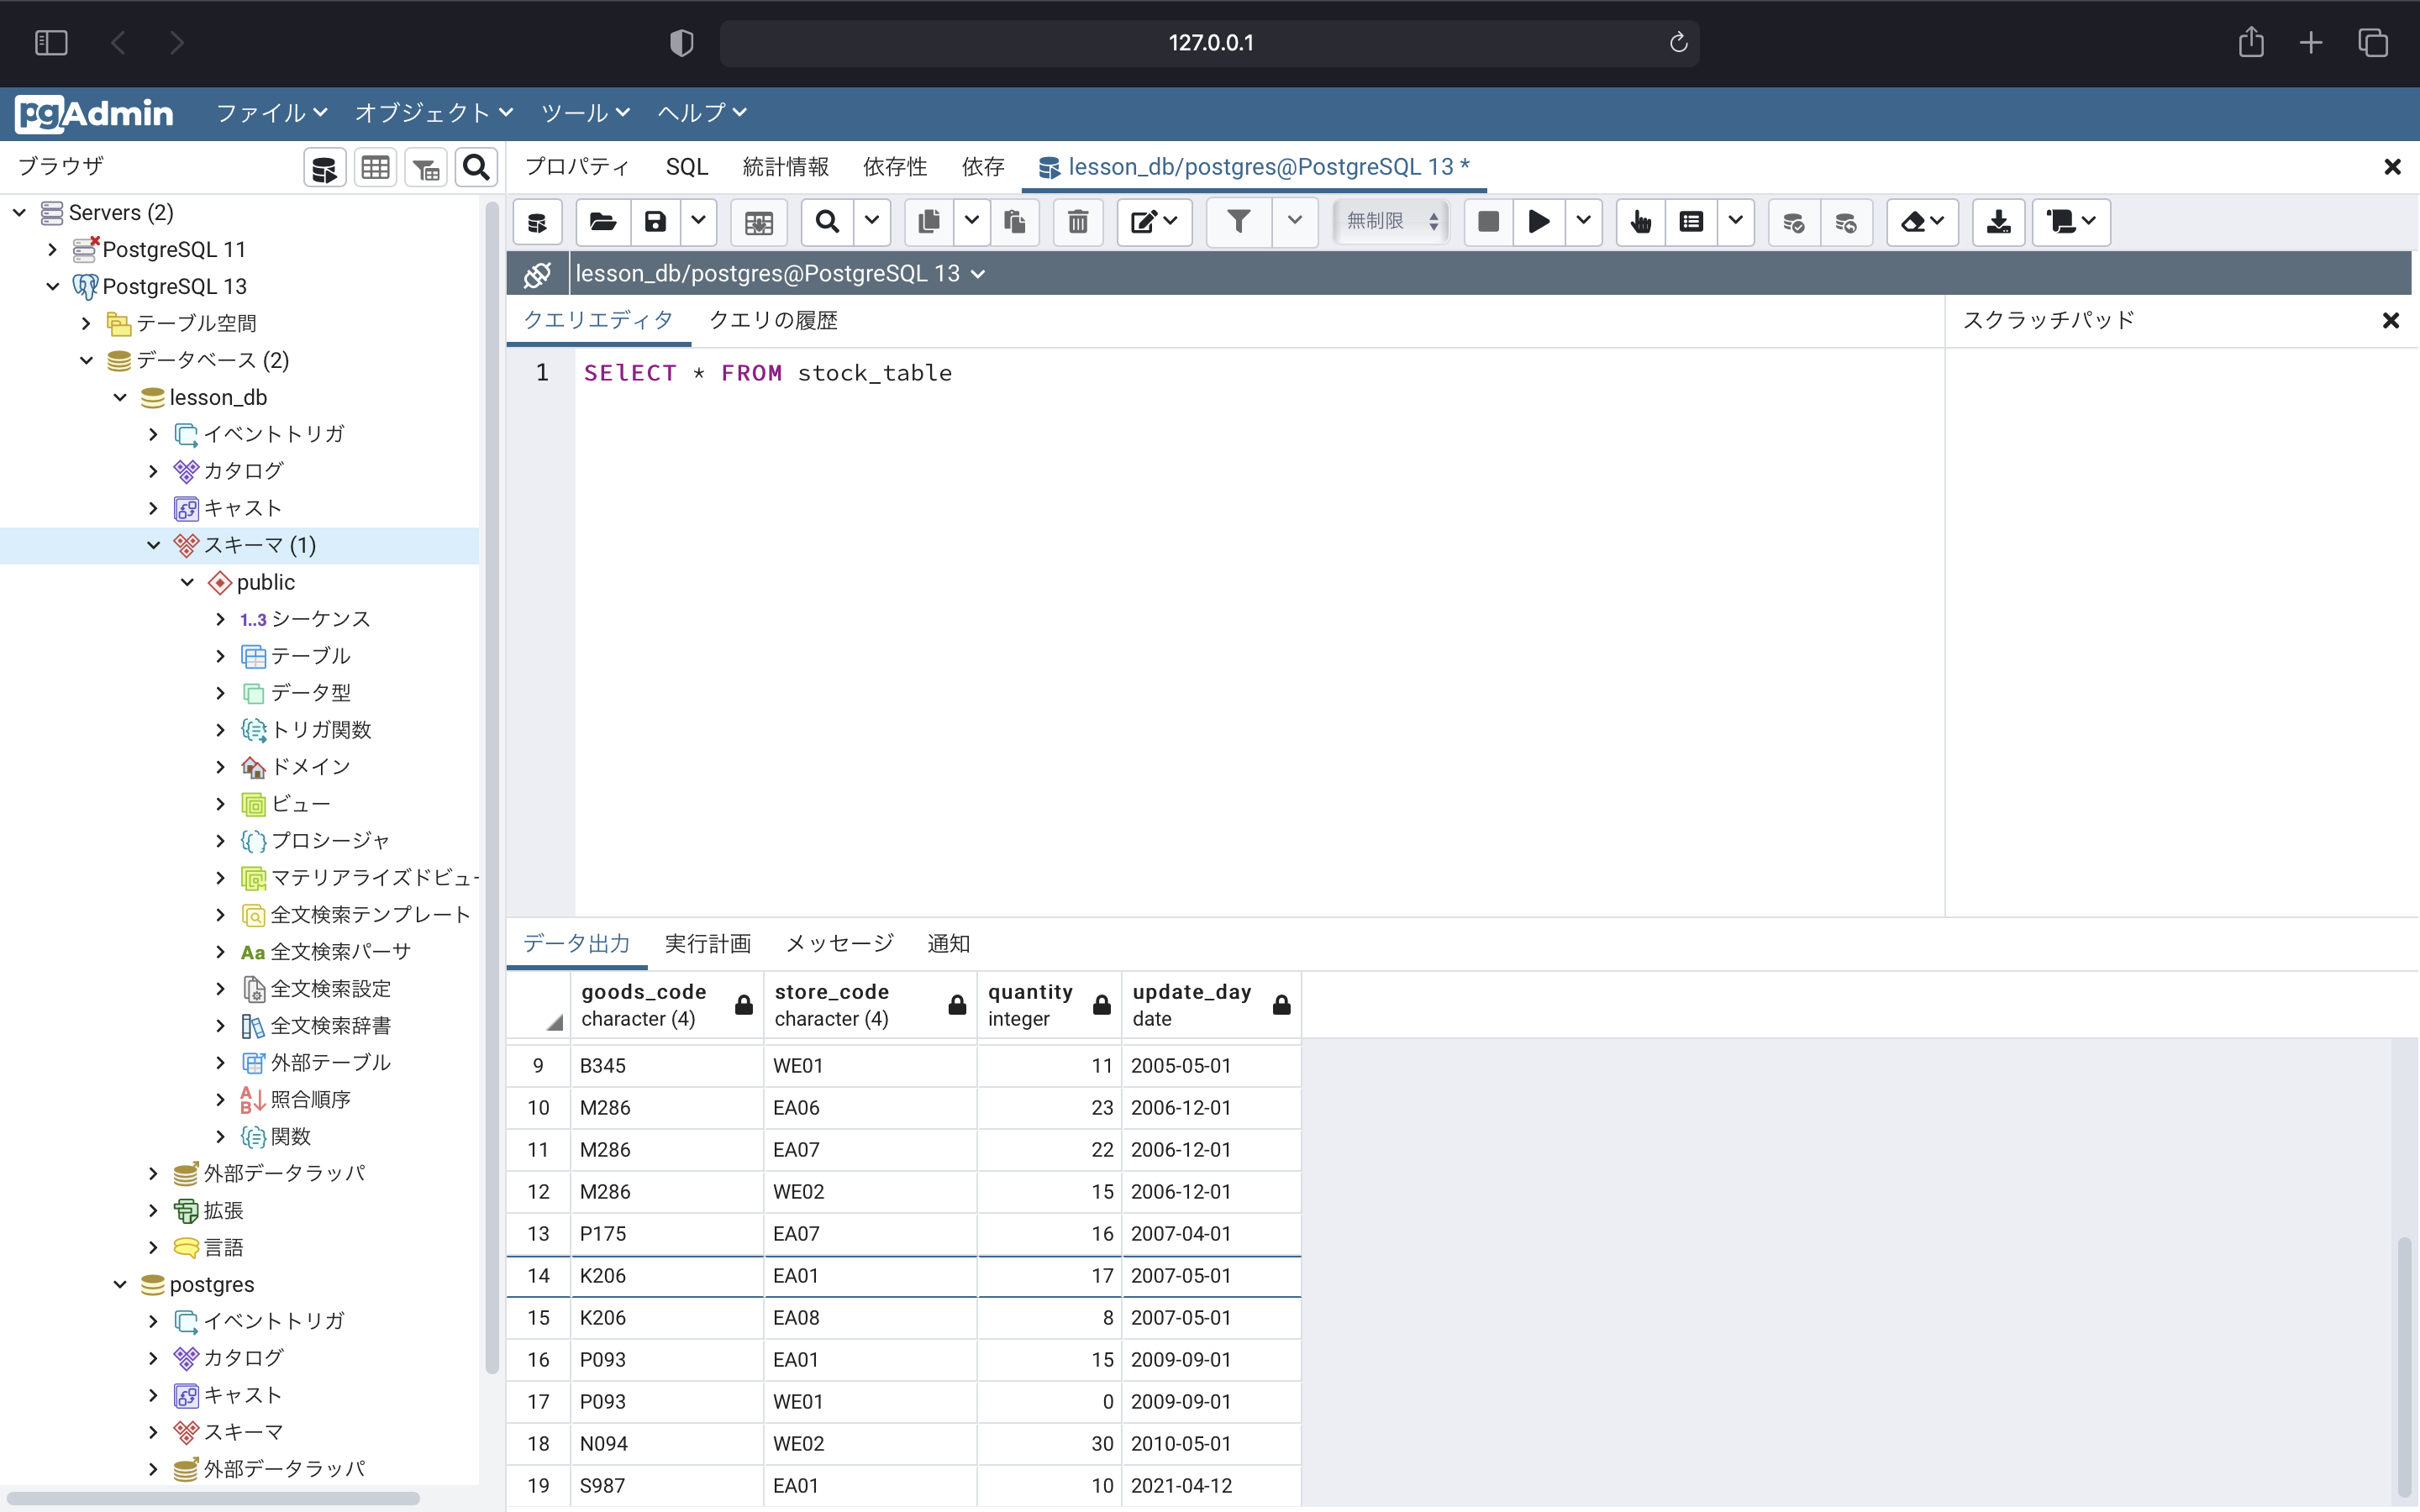 127.0.0.1
pgAdmin ファイル オブジェクト ツール ヘルプ
ブラウザ
プロパティ SQL 統計情報 依存性 依存 lesson_db/postgres@PostgreSQL 13 *
無制限
lesson_db/postgres@PostgreSQL 13
クエリエディタ クエリの履歴
スクラッチパッド
1 SElECT * FROM stock_table
Servers (2)
PostgreSQL 11
PostgreSQL 13
テーブル空間
データベース (2)
lesson_db
イベントトリガ
カタログ
キャスト
スキーマ (1)
public
1..3 シーケンス
テーブル
データ型
トリガ関数
ドメイン
ビュー
プロシージャ
マテリアライズドビュー
全文検索テンプレート
Aa 全文検索パーサ
全文検索設定
全文検索辞書
外部テーブル
AB 照合順序
関数
外部データラッパ
拡張
言語
postgres
イベントトリガ
カタログ
キャスト
スキーマ
外部データラッパ
データ出力 実行計画 メッセージ 通知
goods_code store_code quantity update_day
character (4) character (4) integer date
9 B345 WE01 11 2005-05-01
10 M286 EA06 23 2006-12-01
11 M286 EA07 22 2006-12-01
12 M286 WE02 15 2006-12-01
13 P175 EA07 16 2007-04-01
14 K206 EA01 17 2007-05-01
15 K206 EA08 8 2007-05-01
16 P093 EA01 15 2009-09-01
17 P093 WE01 0 2009-09-01
18 N094 WE02 30 2010-05-01
19 S987 EA01 10 2021-04-12